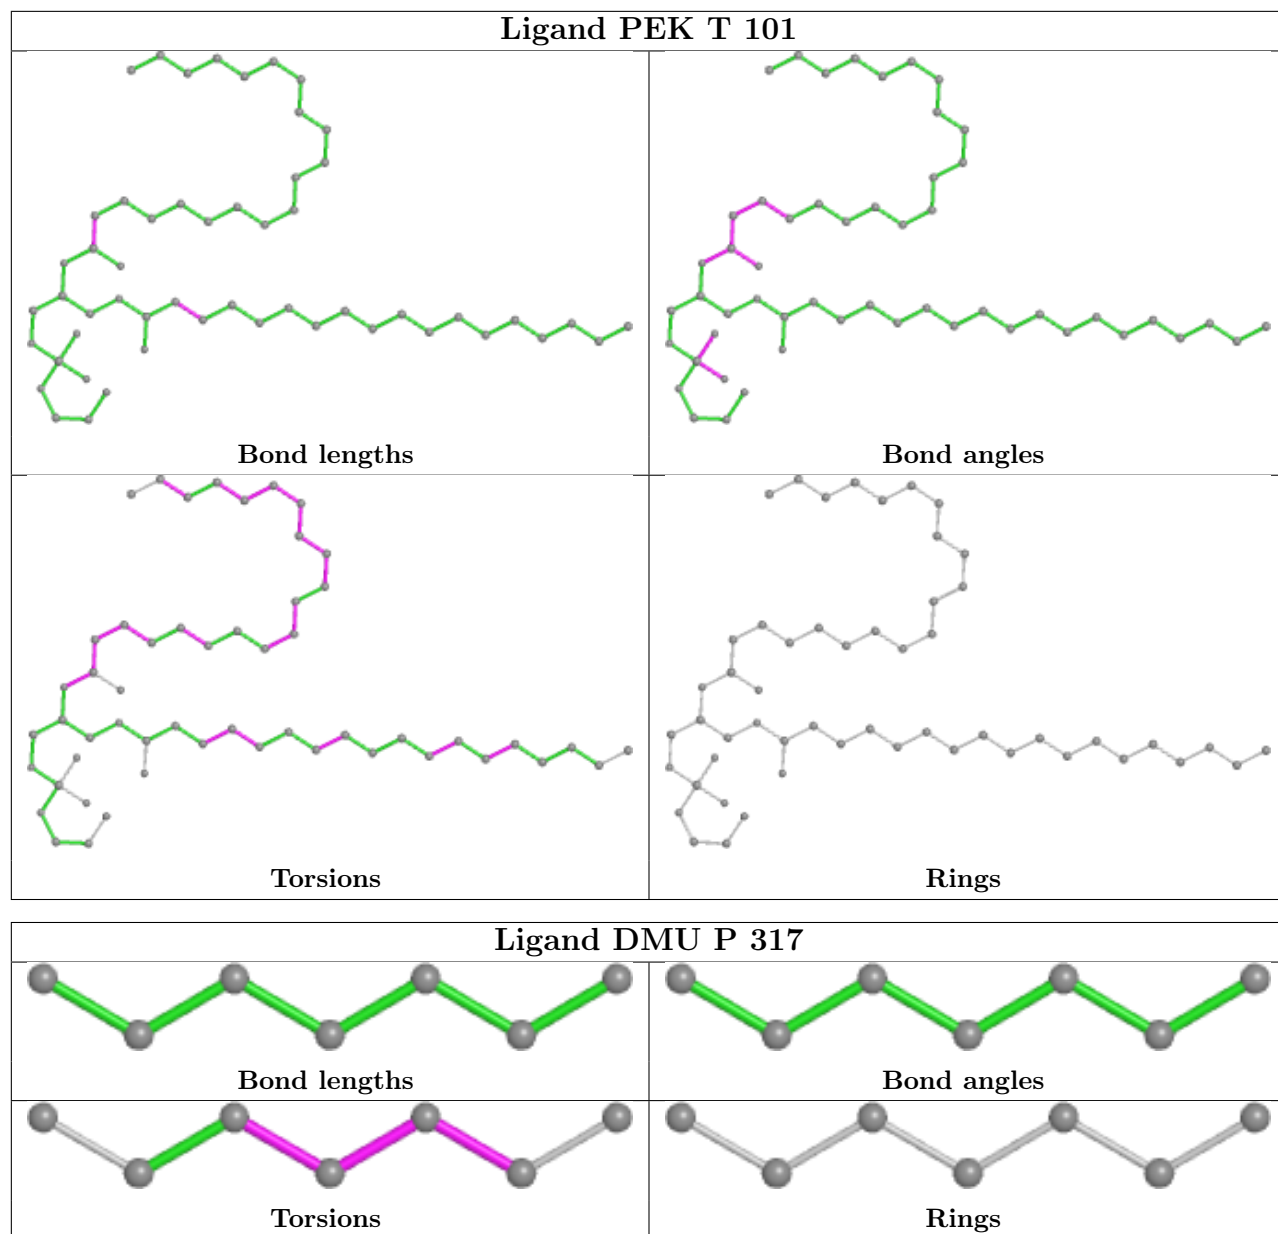 Ligand PEK T 101
Bond lengths
Bond angles
Torsions
Rings
Ligand DMU P 317
Bond lengths
Bond angles
Torsions
Rings